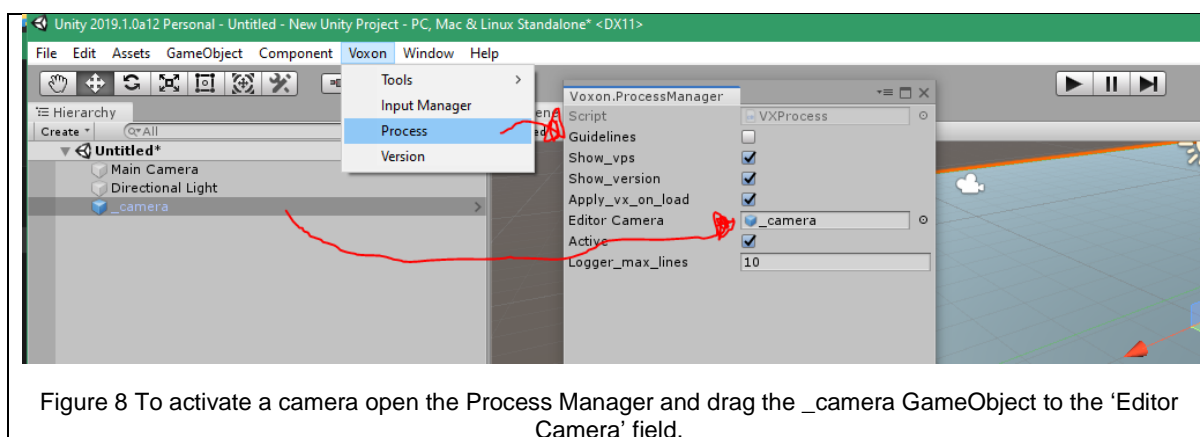 Unity 2019.1.0a12 Personal - Untitled - New Unity Project - PC, Mac & Linux Standalone* <DX11>
File Edit Assets GameObject Component Voxon Window Help
Tools >
Input Manager
Process
Version
Hierarchy
Create All
Untitled*
Main Camera
Directional Light
_camera >
Voxon.ProcessManager
Script VXProcess
Guidelines
Show_vps
Show_version
Apply_vx_on_load
Editor Camera _camera
Active
Logger_max_lines 10
Figure 8 To activate a camera open the Process Manager and drag the _camera GameObject to the ‘Editor
Camera’ field.